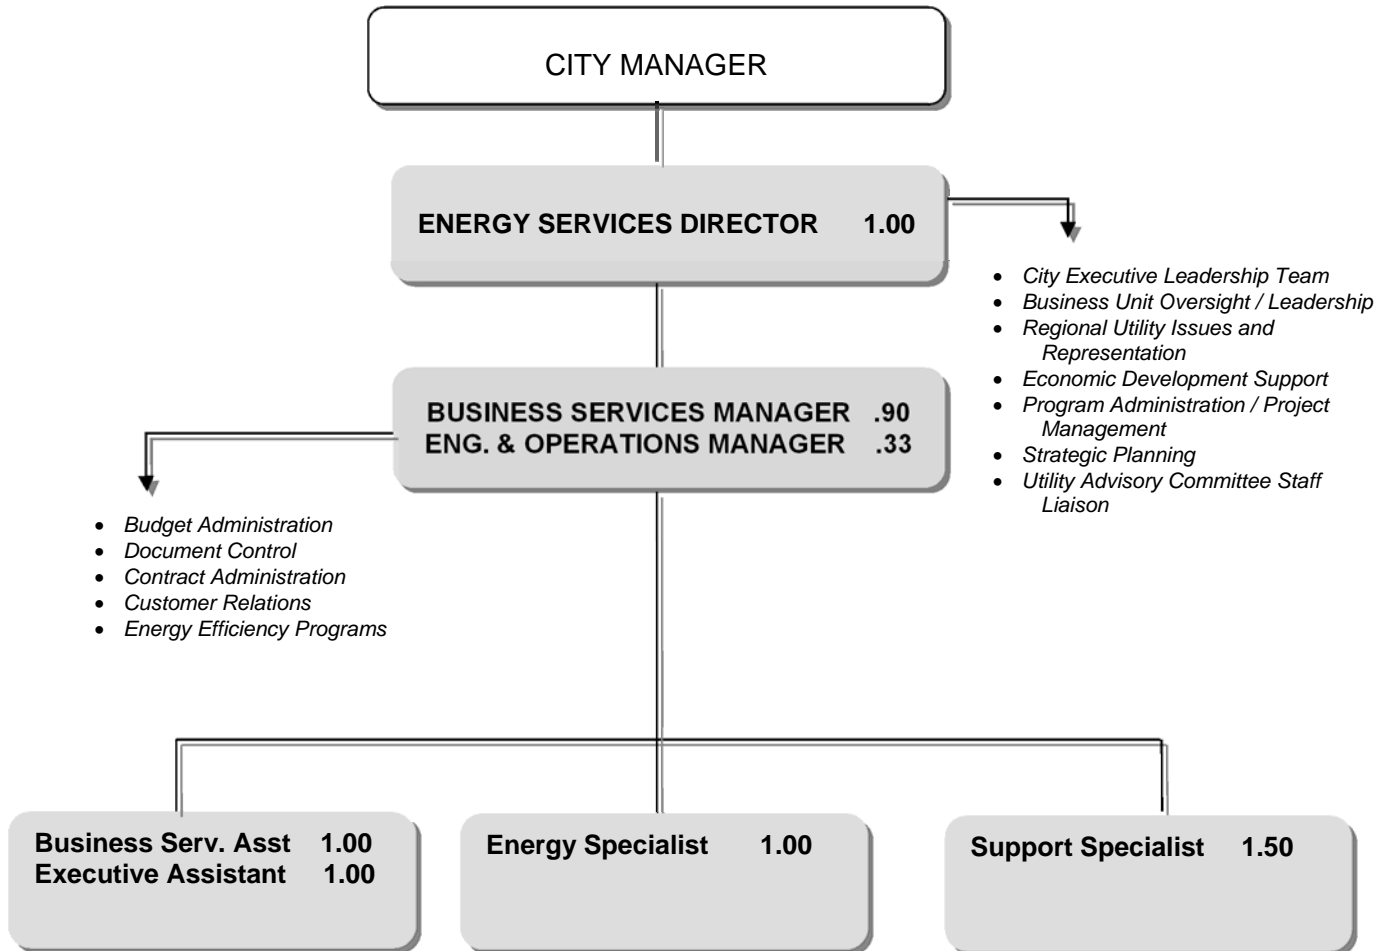 CITY MANAGER
ENERGY SERVICES DIRECTOR 1.00
• City Executive Leadership Team
• Business Unit Oversight / Leadership
• Regional Utility Issues and
Representation
• Economic Development Support
• Program Administration / Project
Management
• Strategic Planning
• Utility Advisory Committee Staff
Liaison
BUSINESS SERVICES MANAGER .90
ENG. & OPERATIONS MANAGER .33
• Budget Administration
• Document Control
• Contract Administration
• Customer Relations
• Energy Efficiency Programs
Business Serv. Asst 1.00
Executive Assistant 1.00
Energy Specialist 1.00
Support Specialist 1.50